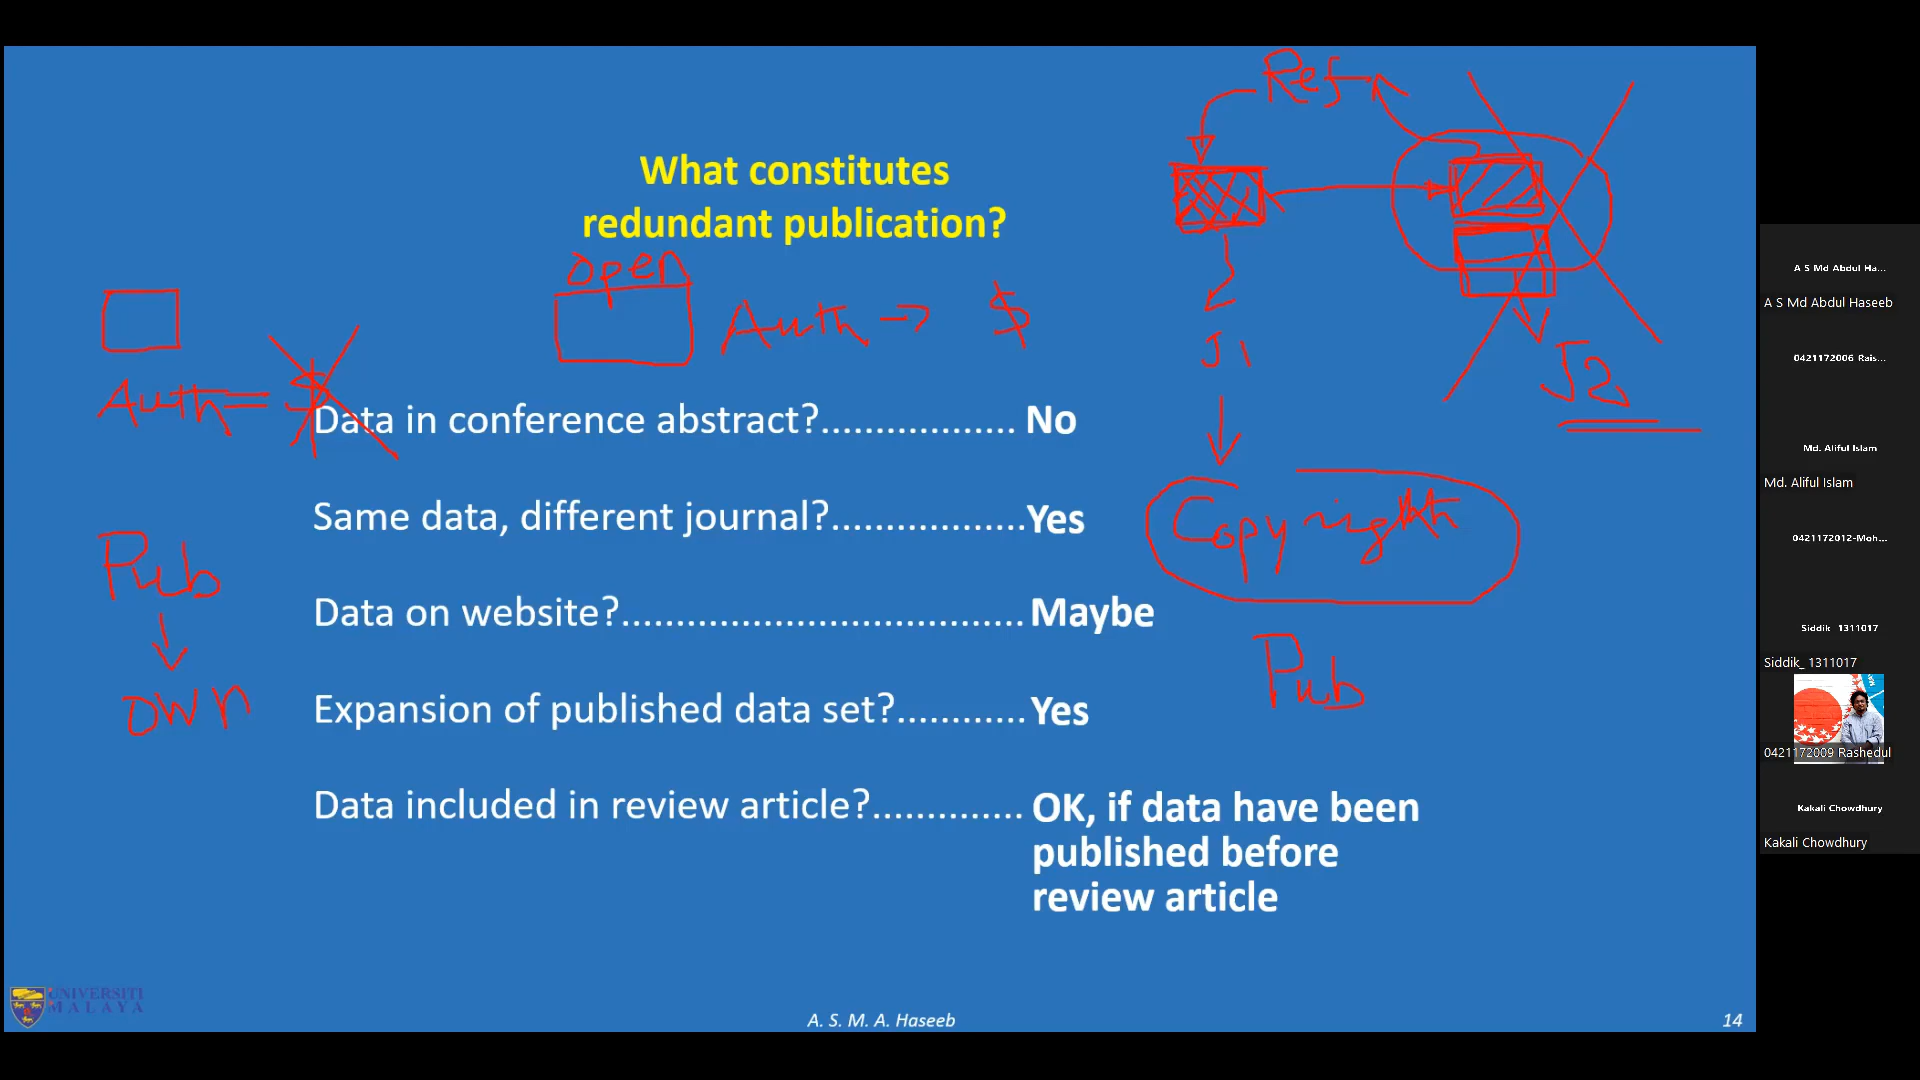 What constitutes
redundant publication?
Ref
open
Auth → $
Auth = $
J1
J2
Data in conference abstract?.................. No
Same data, different journal?..................Yes
Copyright
Pub
↓
own
Data on website?.....................................Maybe
Pub
Expansion of published data set?............Yes
Data included in review article?.............. OK, if data have been
published before
review article
UNIVERSITI
MALAYA
A. S. M. A. Haseeb
14
A S Md Abdul Ha...
A S Md Abdul Haseeb
0421172006 Rais...
Md. Aliful Islam
Md. Aliful Islam
0421172012-Moh...
Siddik_ 1311017
Siddik_ 1311017
0421172009 Rashedul
Kakali Chowdhury
Kakali Chowdhury